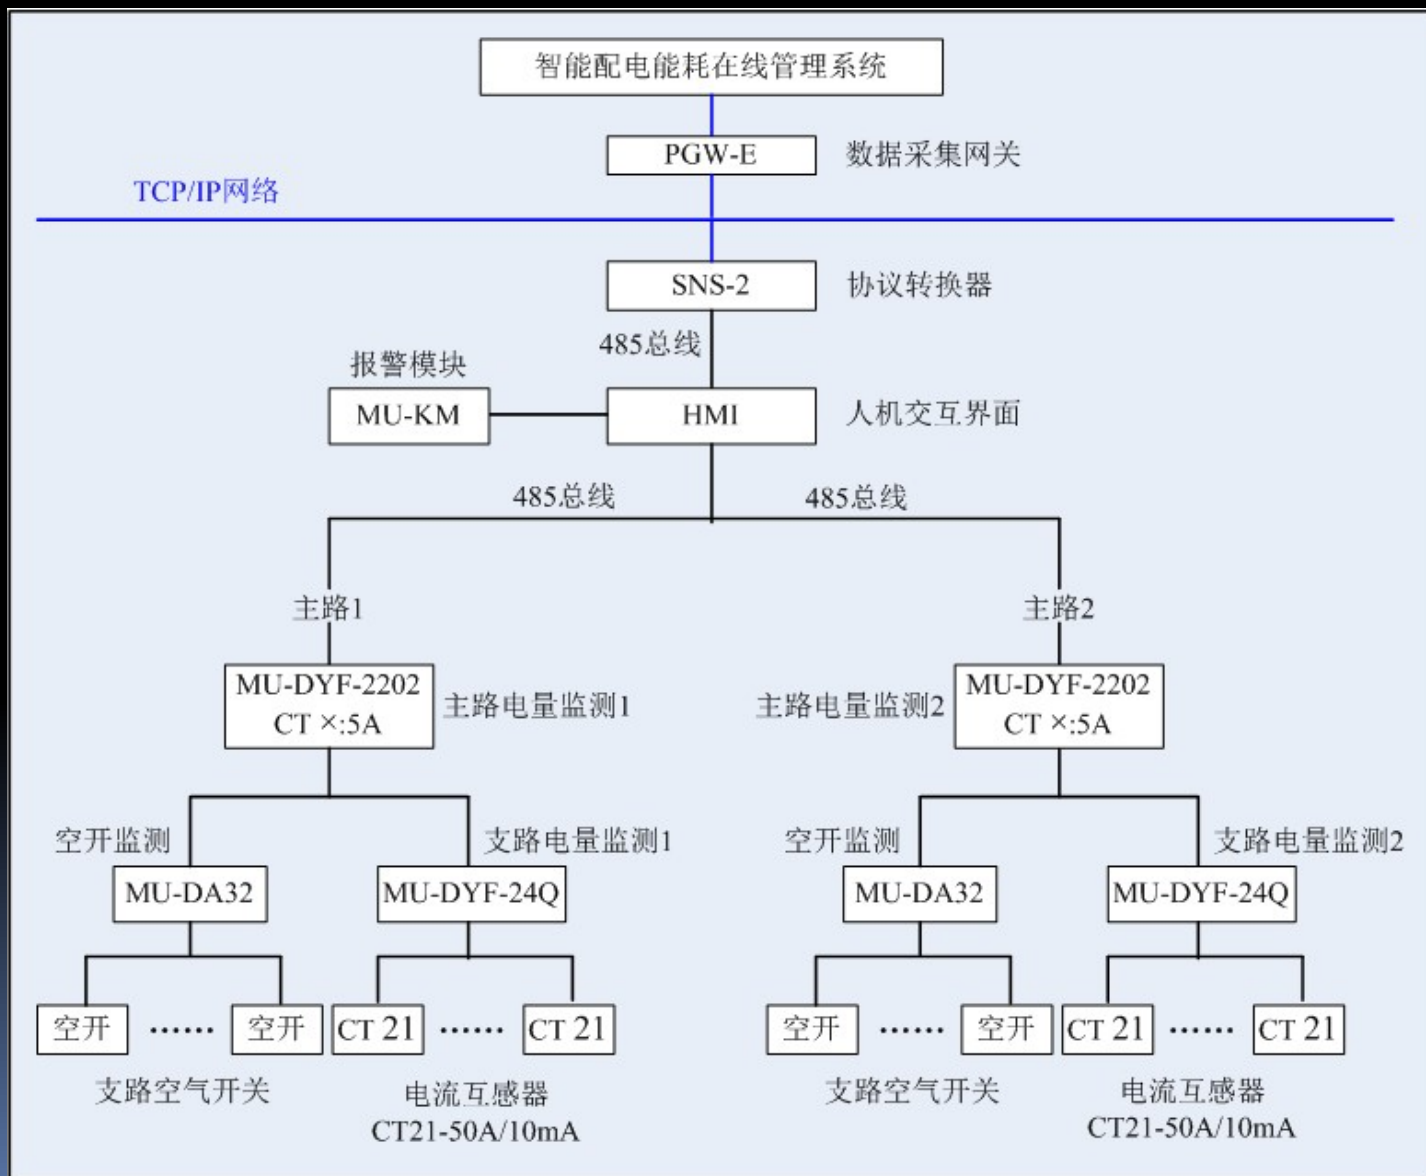 智能配电能耗在线管理系统
PGW-E
数据采集网关
TCP/IP网络
SNS-2
协议转换器
485总线
报警模块
MU-KM
HMI
人机交互界面
485总线
485总线
主路1
主路2
MU-DYF-2202
CT ×:5A
主路电量监测1
主路电量监测2
MU-DYF-2202
CT ×:5A
空开监测
支路电量监测1
空开监测
支路电量监测2
MU-DA32
MU-DYF-24Q
MU-DA32
MU-DYF-24Q
空开 …… 空开
CT 21 …… CT 21
空开 …… 空开
CT 21 …… CT 21
支路空气开关
电流互感器
CT21-50A/10mA
支路空气开关
电流互感器
CT21-50A/10mA